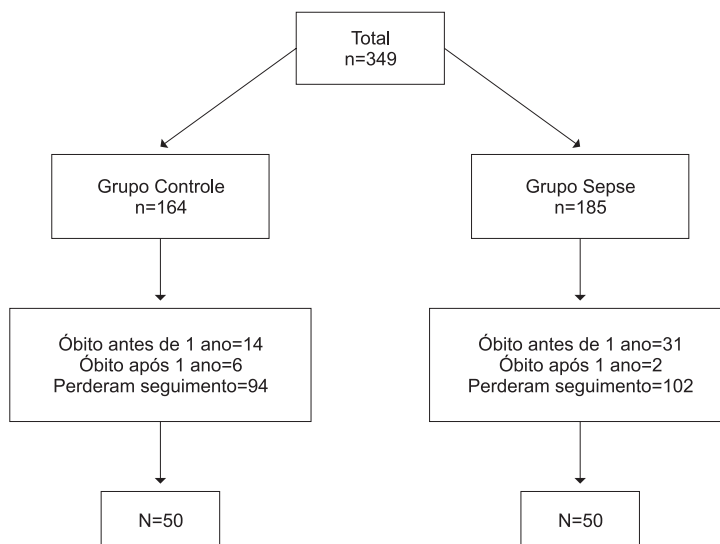 Total
n=349
Grupo Controle
n=164
Grupo Sepse
n=185
Óbito antes de 1 ano=14
Óbito após 1 ano=6
Perderam seguimento=94
Óbito antes de 1 ano=31
Óbito após 1 ano=2
Perderam seguimento=102
N=50
N=50